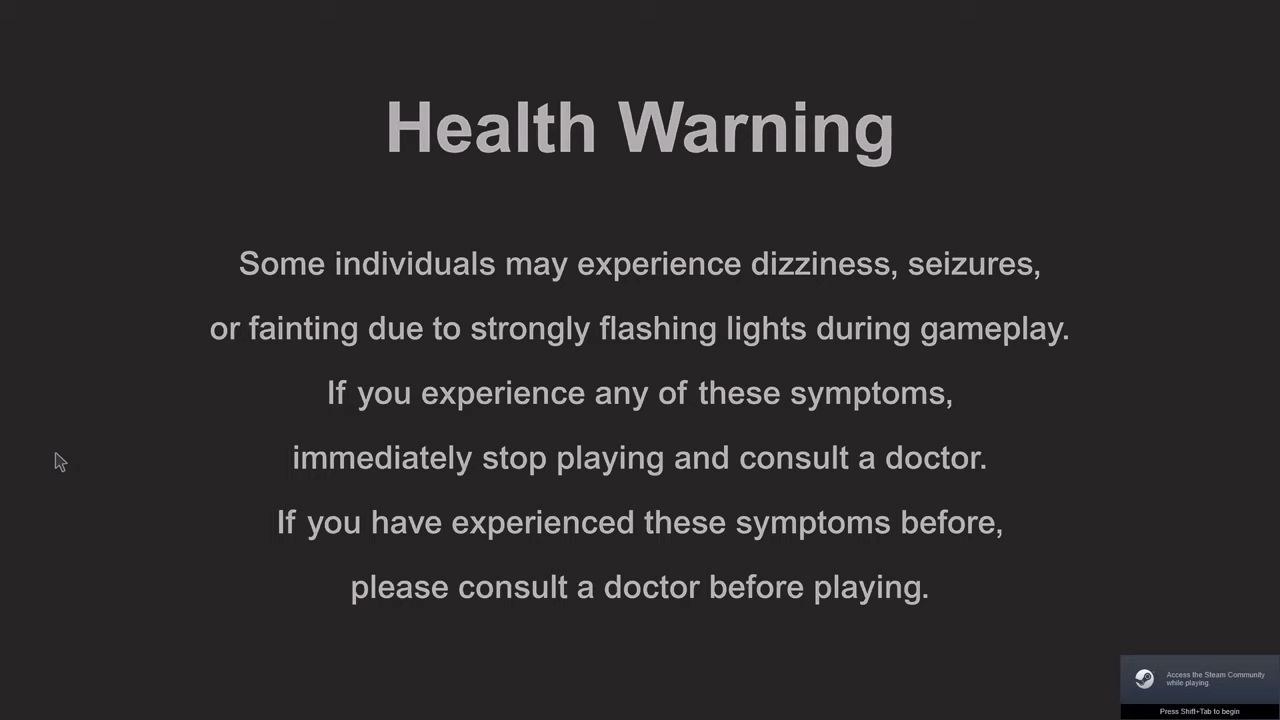 Health Warning
Some individuals may experience dizziness, seizures,
or fainting due to strongly flashing lights during gameplay.
If you experience any of these symptoms,
immediately stop playing and consult a doctor.
If you have experienced these symptoms before,
please consult a doctor before playing.
Access the Steam Community
while playing.
Press Shift+Tab to begin